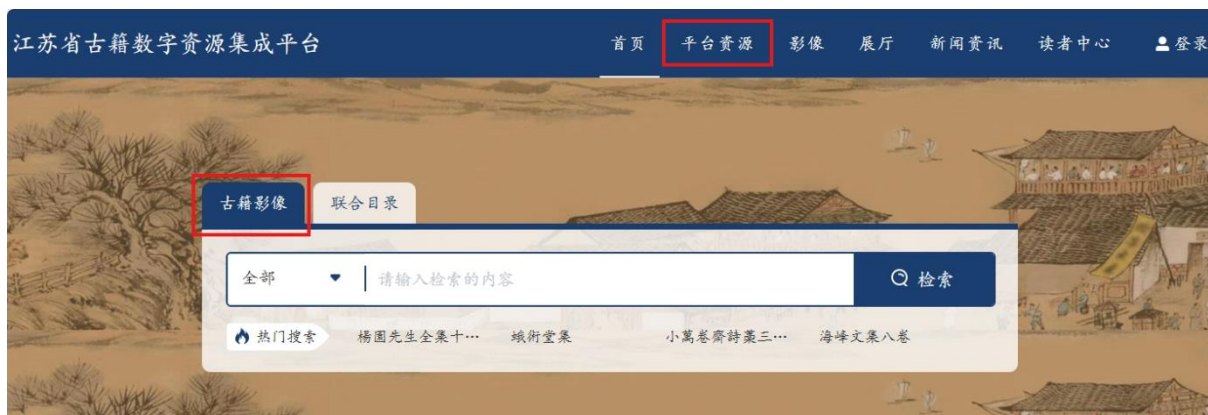 江苏省古籍数字资源集成平台 首页 平台资源 影像 展厅 新闻资讯 读者中心 登录
古籍影像 联合目录
全部 请输入检索的内容 检索
热门搜索 楊園先生全集十… 蛾術堂集 小萬卷齋詩藁三… 海峰文集八卷